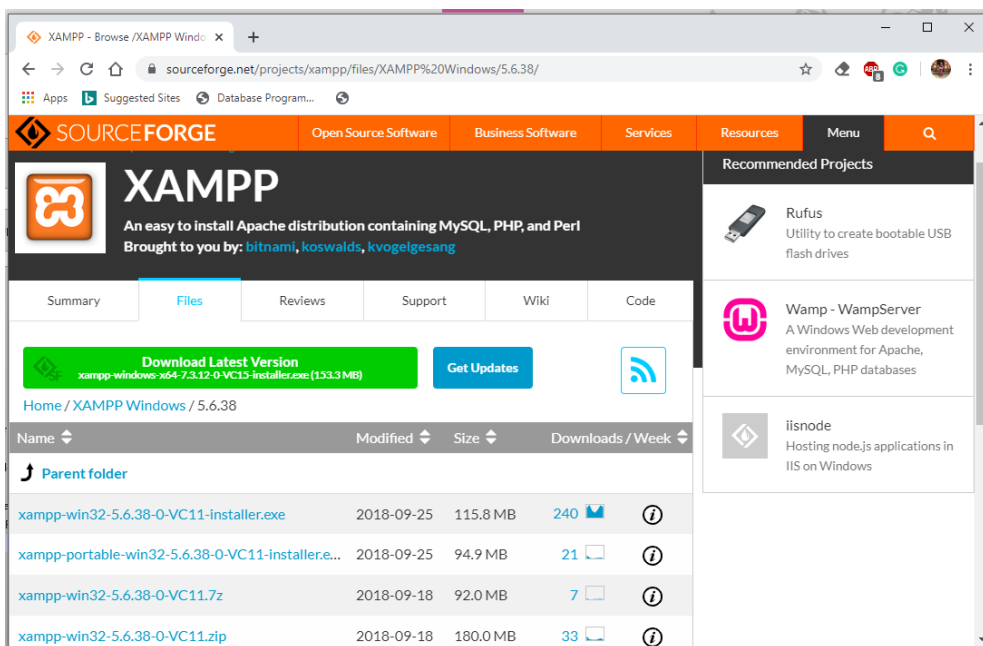 XAMPP - Browse /XAMPP Windo
sourceforge.net/projects/xampp/files/XAMPP%20Windows/5.6.38/
Apps Suggested Sites Database Program...
SOURCEFORGE Open Source Software Business Software Services Resources Menu
XAMPP
An easy to install Apache distribution containing MySQL, PHP, and Perl
Brought to you by: bitnami, koswalds, kvogelgesang
Summary Files Reviews Support Wiki Code
Download Latest Version
xampp-windows-x64-7.3.12-0-VC15-installer.exe (153.3 MB)
Get Updates
Home / XAMPP Windows / 5.6.38
Name Modified Size Downloads / Week
Parent folder
xampp-win32-5.6.38-0-VC11-installer.exe 2018-09-25 115.8 MB 240
xampp-portable-win32-5.6.38-0-VC11-installer.e... 2018-09-25 94.9 MB 21
xampp-win32-5.6.38-0-VC11.7z 2018-09-18 92.0 MB 7
xampp-win32-5.6.38-0-VC11.zip 2018-09-18 180.0 MB 33
Recommended Projects
Rufus
Utility to create bootable USB
flash drives
Wamp - WampServer
A Windows Web development
environment for Apache,
MySQL, PHP databases
iisnode
Hosting node.js applications in
IIS on Windows